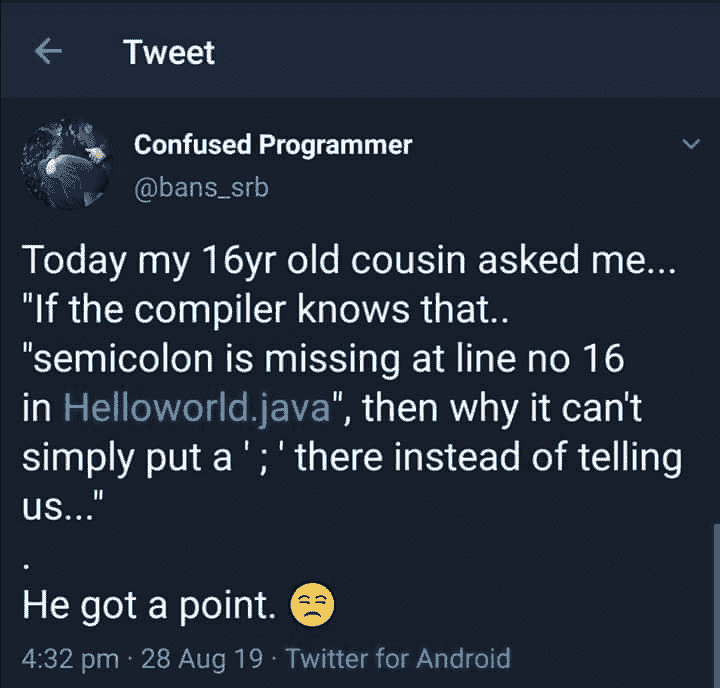 Tweet
Confused Programmer
@bans_srb
Today my 16yr old cousin asked me...
"If the compiler knows that..
"semicolon is missing at line no 16
in Helloworld.java", then why it can't
simply put a ' ; ' there instead of telling
us..."
.
He got a point. 😒
4:32 pm · 28 Aug 19 · Twitter for Android